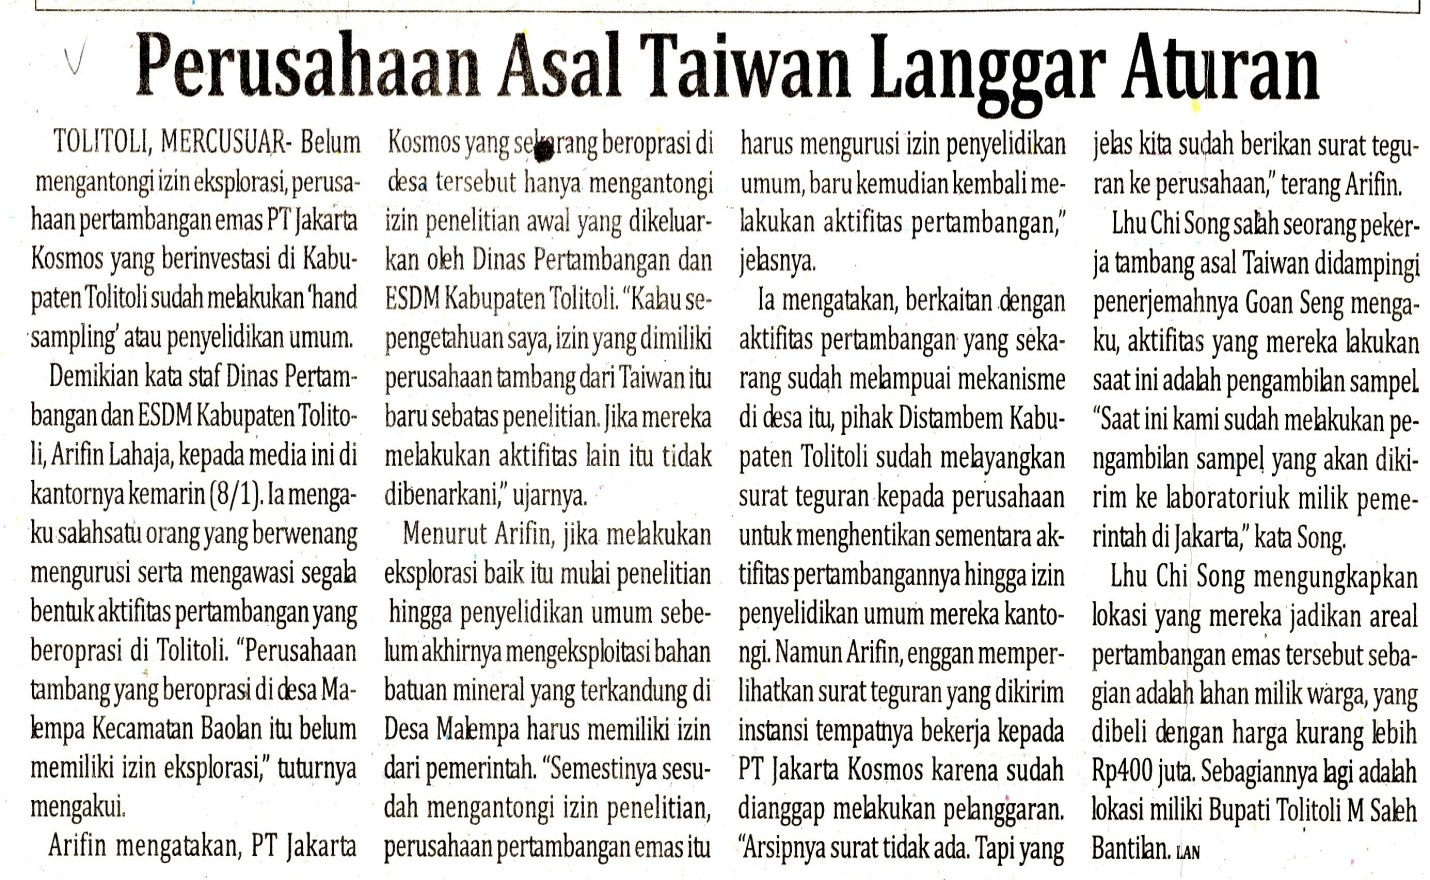 Perusahaan Asal Taiwan Langgar Aturan
TOLITOLI, MERCUSUAR- Belum
mengantongi izin eksplorasi, perusa-
haan pertambangan emas PT Jakarta
Kosmos yang berinvestasi di Kabu-
paten Tolitoli sudah melakukan 'hand
sampling' atau penyelidikan umum.
Demikian kata staf Dinas Pertam-
bangan dan ESDM Kabupaten Tolito-
li, Arifin Lahaja, kepada media ini di
kantornya kemarin (8/1). Ia menga-
ku salahsatu orang yang berwenang
mengurusi serta mengawasi segala
bentuk aktifitas pertambangan yang
beroprasi di Tolitoli. “Perusahaan
tambang yang beroprasi di desa Ma-
lempa Kecamatan Baolan itu belum
memiliki izin eksplorasi,” tuturnya
mengakui.
Arifin mengatakan, PT Jakarta
Kosmos yang sekarang beroprasi di
desa tersebut hanya mengantongi
izin penelitian awal yang dikeluar-
kan oleh Dinas Pertambangan dan
ESDM Kabupaten Tolitoli. “Kalau se-
pengetahuan saya, izin yang dimiliki
perusahaan tambang dari Taiwan itu
baru sebatas penelitian. Jika mereka
melakukan aktifitas lain itu tidak
dibenarkani,” ujarnya.
Menurut Arifin, jika melakukan
eksplorasi baik itu mulai penelitian
hingga penyelidikan umum sebe-
lum akhirnya mengeksploitasi bahan
batuan mineral yang terkandung di
Desa Malempa harus memiliki izin
dari pemerintah. “Semestinya sesu-
dah mengantongi izin penelitian,
perusahaan pertambangan emas itu
harus mengurusi izin penyelidikan
umum, baru kemudian kembali me-
lakukan aktifitas pertambangan,”
jelasnya.
Ia mengatakan, berkaitan dengan
aktifitas pertambangan yang seka-
rang sudah melampuai mekanisme
di desa itu, pihak Distambem Kabu-
paten Tolitoli sudah melayangkan
surat teguran kepada perusahaan
untuk menghentikan sementara ak-
tifitas pertambangannya hingga izin
penyelidikan umum mereka kanto-
ngi. Namun Arifin, enggan memper-
lihatkan surat teguran yang dikirim
instansi tempatnya bekerja kepada
PT Jakarta Kosmos karena sudah
dianggap melakukan pelanggaran.
“Arsipnya surat tidak ada. Tapi yang
jelas kita sudah berikan surat tegu-
ran ke perusahaan,” terang Arifin.
Lhu Chi Song salah seorang peker-
ja tambang asal Taiwan didampingi
penerjemahnya Goan Seng menga-
ku, aktifitas yang mereka lakukan
saat ini adalah pengambilan sampel.
“Saat ini kami sudah melakukan pe-
ngambilan sampel yang akan diki-
rim ke laboratoriuk milik peme-
rintah di Jakarta,” kata Song.
Lhu Chi Song mengungkapkan
lokasi yang mereka jadikan areal
pertambangan emas tersebut seba-
gian adalah lahan milik warga, yang
dibeli dengan harga kurang lebih
Rp400 juta. Sebagiannya lagi adalah
lokasi miliki Bupati Tolitoli M Saleh
Bantilan. LAN